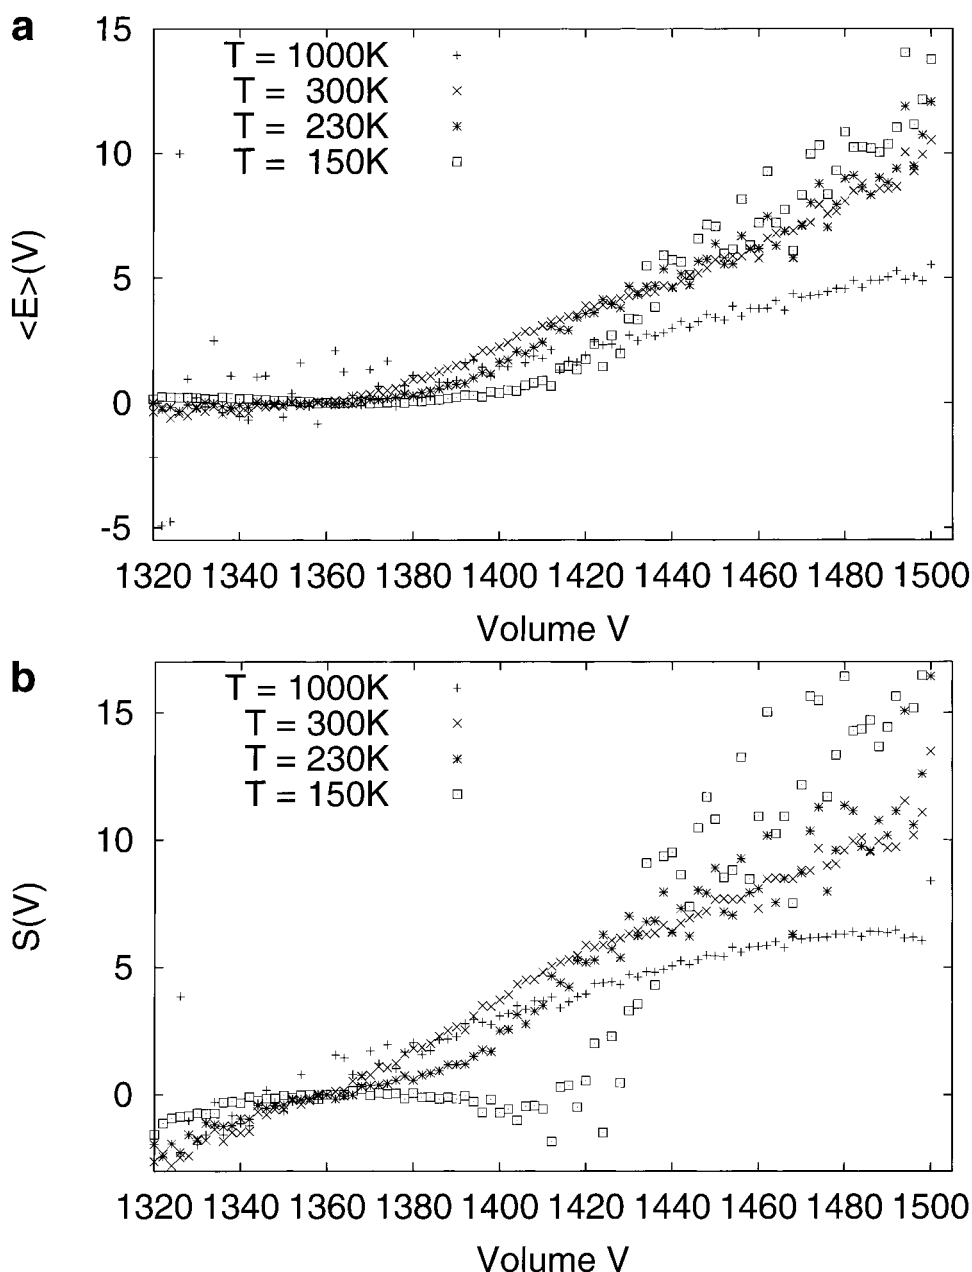 a
15
T = 1000K
T = 300K
T = 230K
T = 150K
10
5
0
-5
<E>(V)
1320 1340 1360 1380 1400 1420 1440 1460 1480 1500
Volume V
b
T = 1000K
T = 300K
T = 230K
T = 150K
15
10
5
0
S(V)
1320 1340 1360 1380 1400 1420 1440 1460 1480 1500
Volume V